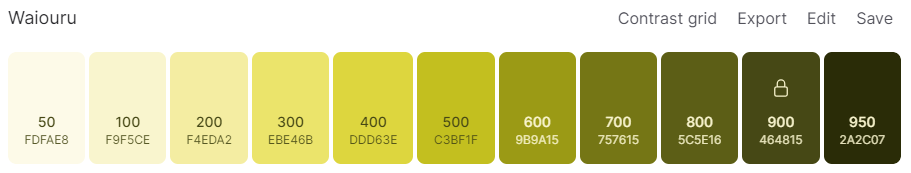 Waiouru Contrast grid Export Edit Save
50 100 200 300 400 500 600 700 800 900 950
FDFAE8 F9F5CE F4EDA2 EBE46B DDD63E C3BF1F 9B9A15 757615 5C5E16 464815 2A2C07